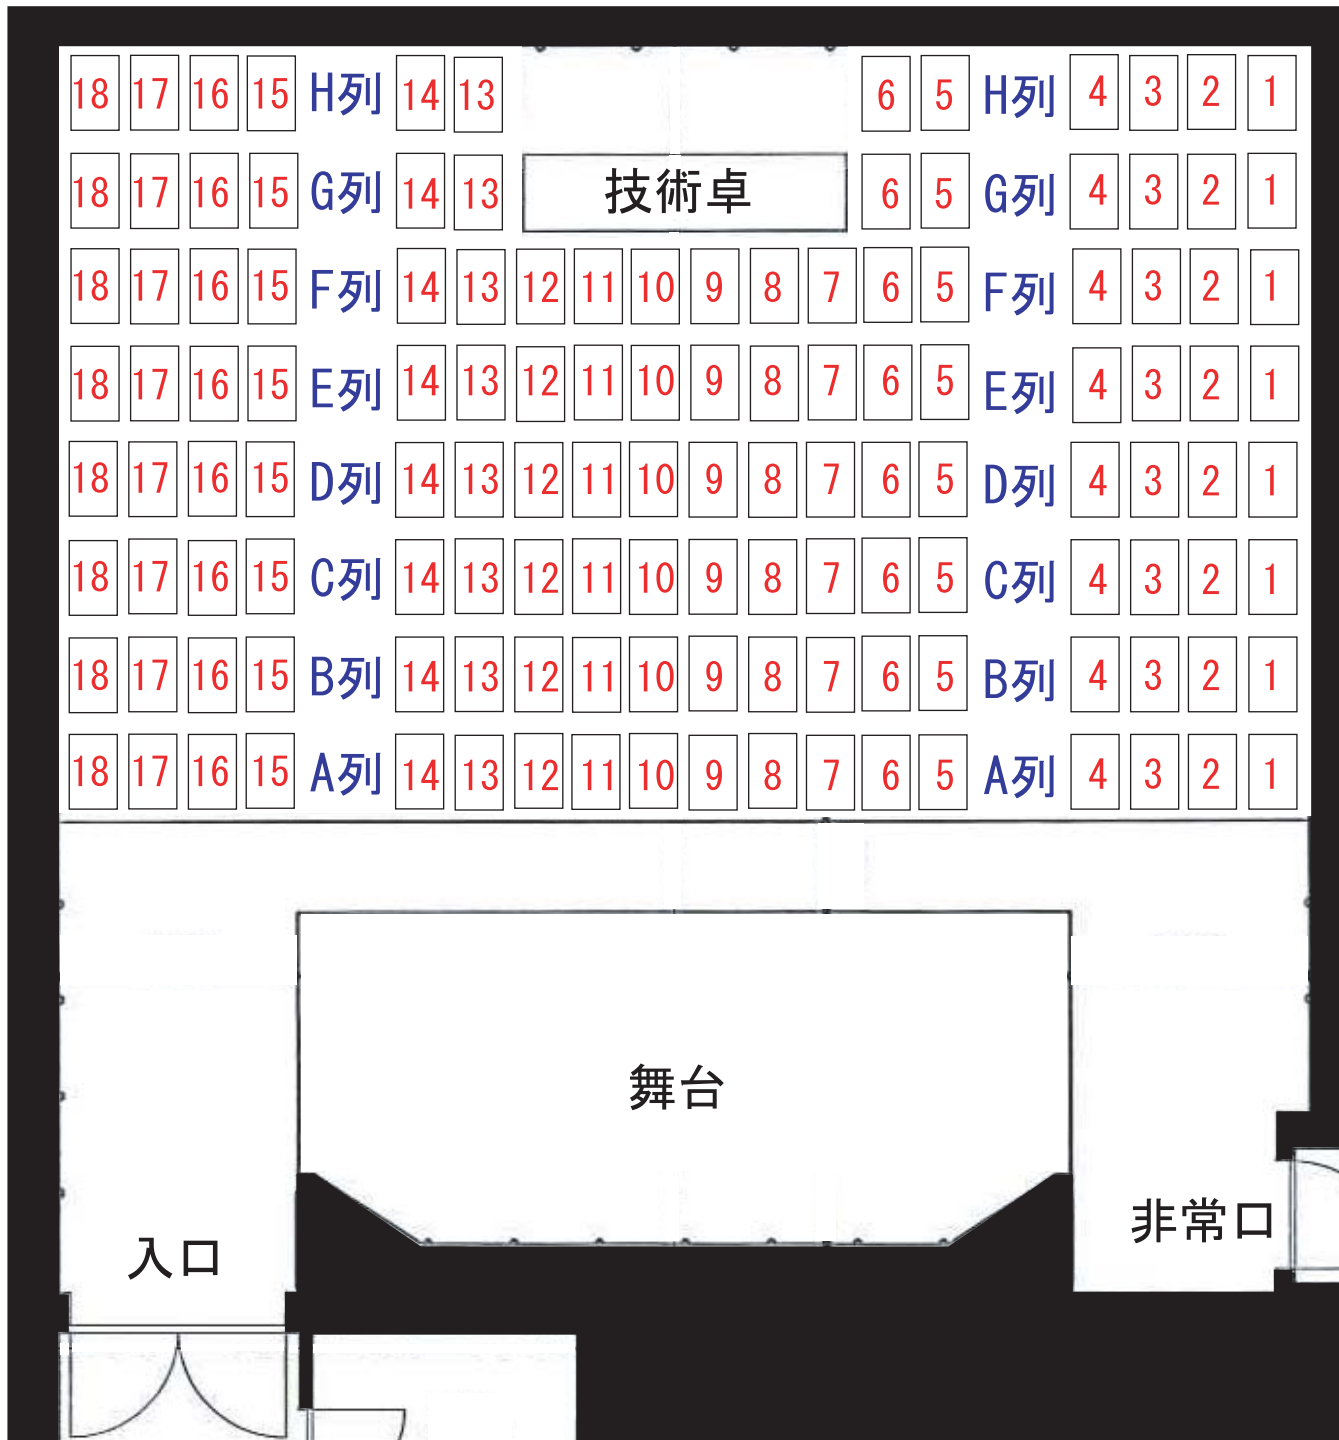 18 17 16 15 H列 14 13 6 5 H列 4 3 2 1
18 17 16 15 G列 14 13 技術卓 6 5 G列 4 3 2 1
18 17 16 15 F列 14 13 12 11 10 9 8 7 6 5 F列 4 3 2 1
18 17 16 15 E列 14 13 12 11 10 9 8 7 6 5 E列 4 3 2 1
18 17 16 15 D列 14 13 12 11 10 9 8 7 6 5 D列 4 3 2 1
18 17 16 15 C列 14 13 12 11 10 9 8 7 6 5 C列 4 3 2 1
18 17 16 15 B列 14 13 12 11 10 9 8 7 6 5 B列 4 3 2 1
18 17 16 15 A列 14 13 12 11 10 9 8 7 6 5 A列 4 3 2 1
舞台
非常口
入口